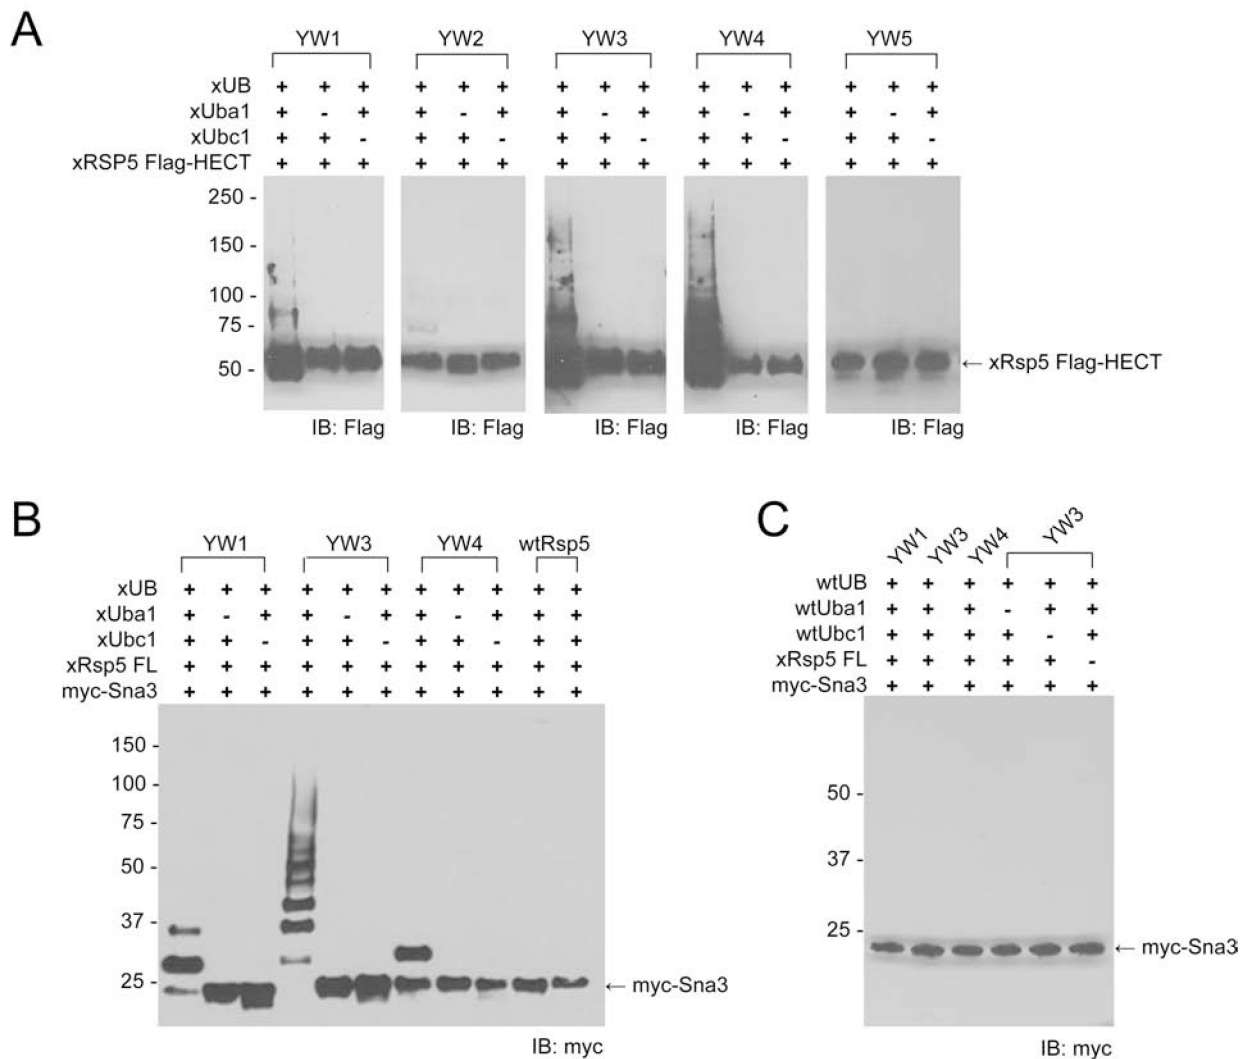 A
YW1 YW2 YW3 YW4 YW5
xUB + + + + + + + + + + + + + + +
xUba1 + - + + - + + - + + - + + - +
xUbc1 + + - + + - + + - + + - + + -
xRSP5 Flag-HECT + + + + + + + + + + + + + + +
250 -
150 -
100 -
75 -
50 -
← xRsp5 Flag-HECT
IB: Flag IB: Flag IB: Flag IB: Flag IB: Flag
B
YW1 YW3 YW4 wtRsp5
xUB + + + + + + + + + + +
xUba1 + - + + - + + - + + +
xUbc1 + + - + + - + + - + +
xRsp5 FL + + + + + + + + + + +
myc-Sna3 + + + + + + + + + + +
150 -
100 -
75 -
50 -
37 -
25 -
← myc-Sna3
IB: myc
C
YW1 YW3 YW4 YW3
wtUB + + + + + +
wtUba1 + + + - + +
wtUbc1 + + + + - +
xRsp5 FL + + + + + -
myc-Sna3 + + + + + +
50 -
37 -
25 -
← myc-Sna3
IB: myc